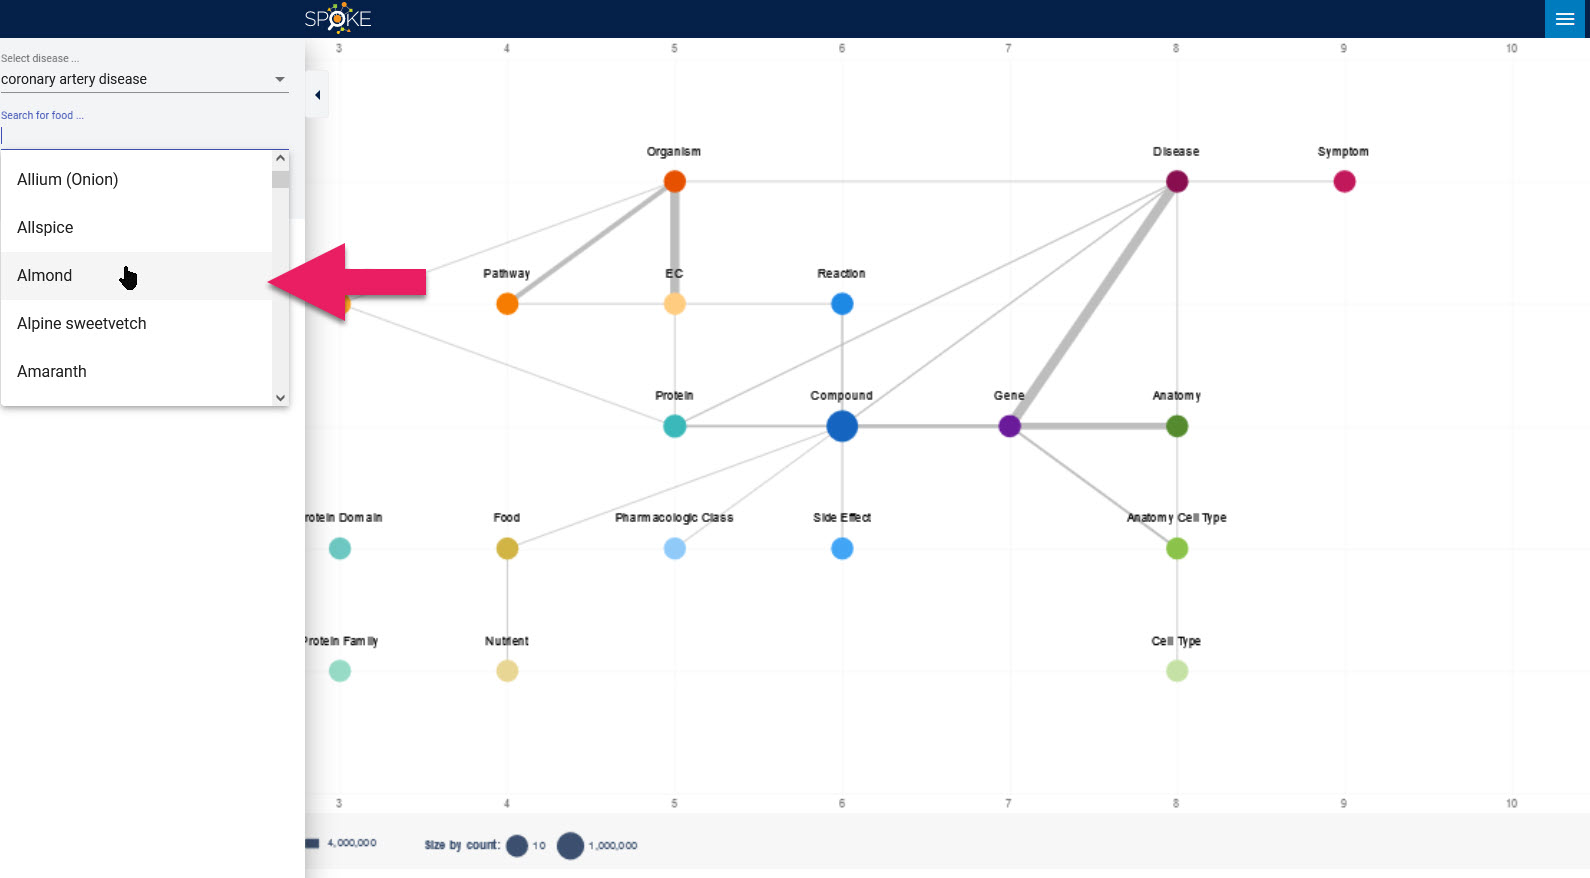 SPOKE
Select disease ...
coronary artery disease
Search for food ...
Allium (Onion)
Allspice
Almond
Alpine sweetvetch
Amaranth
3 4 5 6 7 8 9 10
Organism Disease Symptom
Pathway EC Reaction
Protein Compound Gene Anatomy
rotein Domain Food Pharmacologic Class Side Effect Anatomy Cell Type
Protein Family Nutrient Cell Type
3 4 5 6 7 8 9 10
4,000,000 Size by count: 10 1,000,000